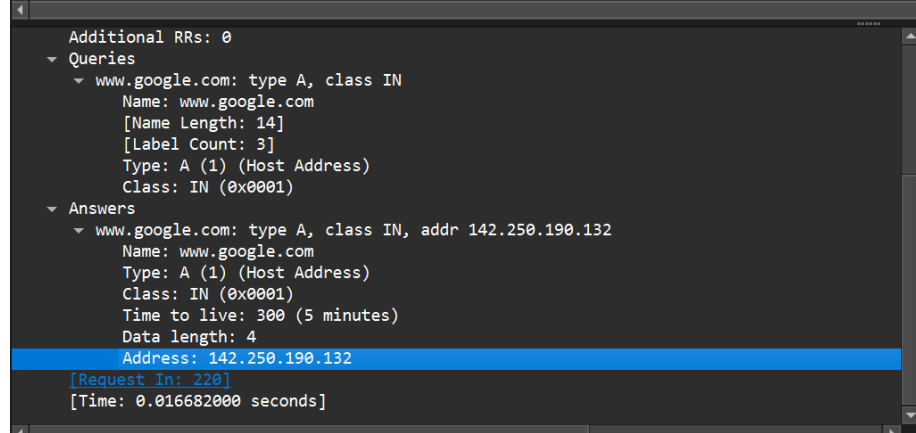 Additional RRs: 0
Queries
www.google.com: type A, class IN
Name: www.google.com
[Name Length: 14]
[Label Count: 3]
Type: A (1) (Host Address)
Class: IN (0x0001)
Answers
www.google.com: type A, class IN, addr 142.250.190.132
Name: www.google.com
Type: A (1) (Host Address)
Class: IN (0x0001)
Time to live: 300 (5 minutes)
Data length: 4
Address: 142.250.190.132
[Request In: 220]
[Time: 0.016682000 seconds]